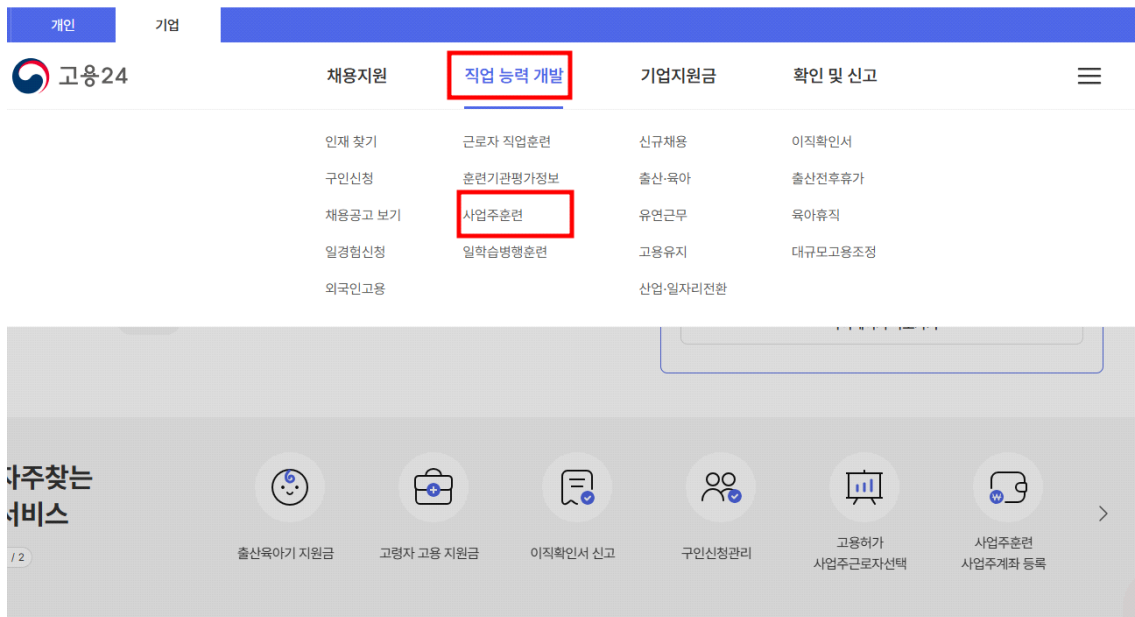 개인 기업
고용24 채용지원 직업 능력 개발 기업지원금 확인 및 신고
인재 찾기 근로자 직업훈련 신규채용 이직확인서
구인신청 훈련기관평가정보 출산·육아 출산전후휴가
채용공고 보기 사업주훈련 유연근무 육아휴직
일경험신청 일학습병행훈련 고용유지 대규모고용조정
외국인고용 산업·일자리전환
자주찾는
서비스
/ 2
출산육아기 지원금 고령자 고용 지원금 이직확인서 신고 구인신청관리 고용허가 사업주훈련
사업주근로자선택 사업주계좌 등록